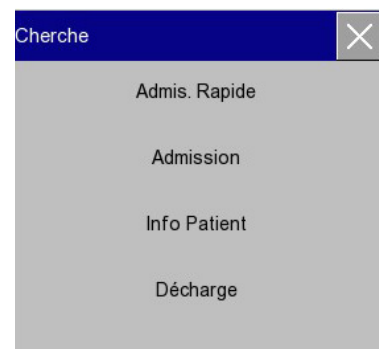 Cherche
Admis. Rapide
Admission
Info Patient
Décharge